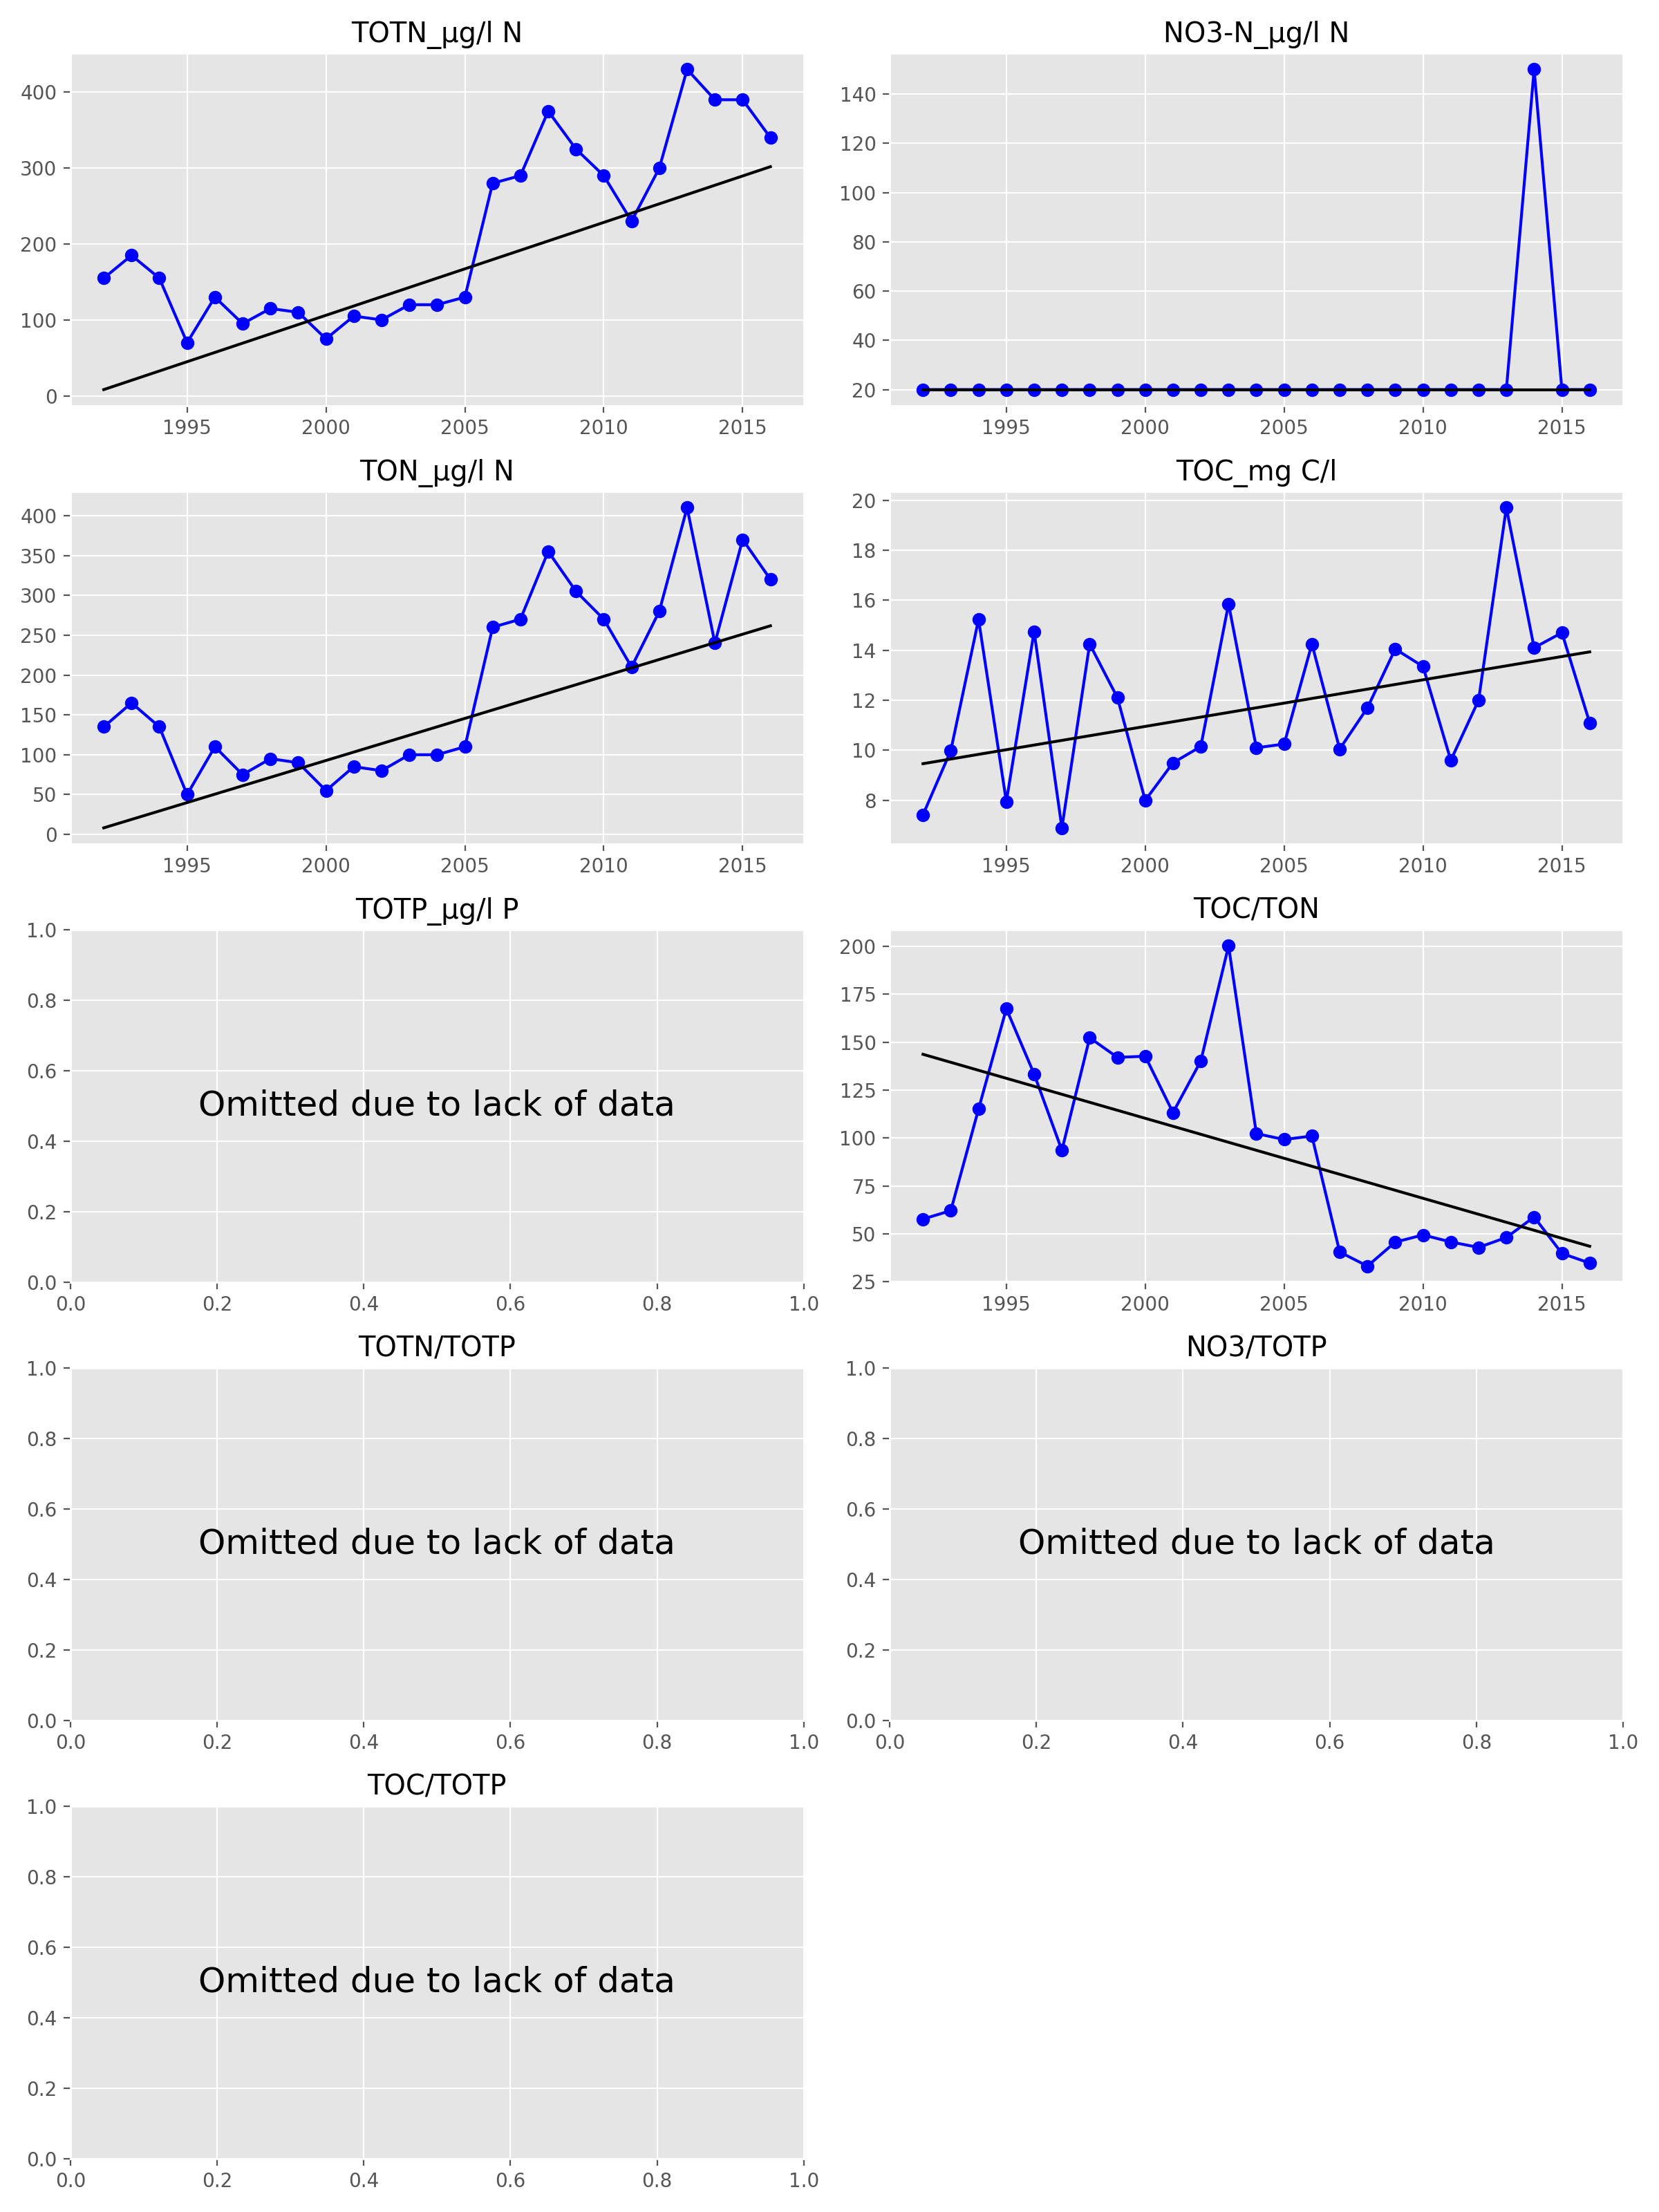 TOTN_µg/l N
400
300
200
100
0
1995 2000 2005 2010 2015
NO3-N_µg/l N
140
120
100
80
60
40
20
1995 2000 2005 2010 2015
TON_µg/l N
400
350
300
250
200
150
100
50
0
1995 2000 2005 2010 2015
TOC_mg C/l
20
18
16
14
12
10
8
1995 2000 2005 2010 2015
TOTP_µg/l P
1.0
0.8
0.6
Omitted due to lack of data
0.4
0.2
0.0
0.0 0.2 0.4 0.6 0.8 1.0
TOC/TON
200
175
150
125
100
75
50
25
1995 2000 2005 2010 2015
TOTN/TOTP
1.0
0.8
0.6
Omitted due to lack of data
0.4
0.2
0.0
0.0 0.2 0.4 0.6 0.8 1.0
NO3/TOTP
1.0
0.8
0.6
Omitted due to lack of data
0.4
0.2
0.0
0.0 0.2 0.4 0.6 0.8 1.0
TOC/TOTP
1.0
0.8
0.6
Omitted due to lack of data
0.4
0.2
0.0
0.0 0.2 0.4 0.6 0.8 1.0